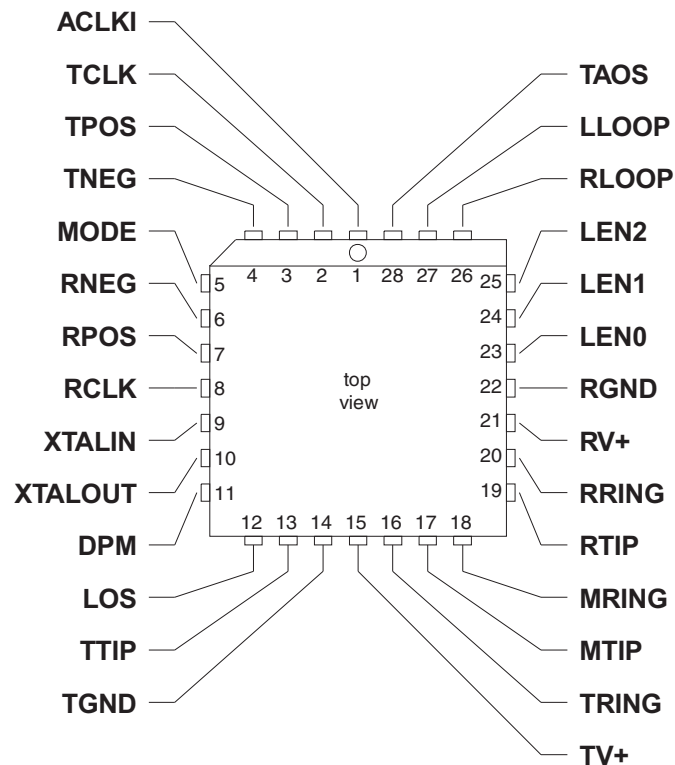 ACLKI
TCLK
TPOS
TNEG
MODE
RNEG
RPOS
RCLK
XTALIN
XTALOUT
DPM
LOS
TTIP
TGND
TAOS
LLOOP
RLOOP
LEN2
LEN1
LEN0
RGND
RV+
RRING
RTIP
MRING
MTIP
TRING
TV+
4 3 2 1 28 27 26
5
6
7
8
9
10
11
25
24
23
22
21
20
19
top
view
12 13 14 15 16 17 18